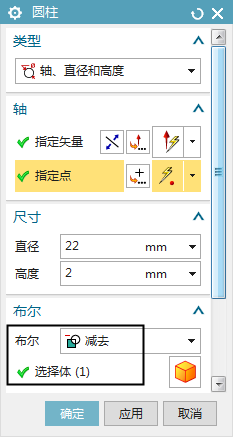 圆柱
类型
轴、直径和高度
轴
指定矢量
指定点
尺寸
直径 22 mm
高度 2 mm
布尔
布尔 减去
选择体 (1)
确定 应用 取消